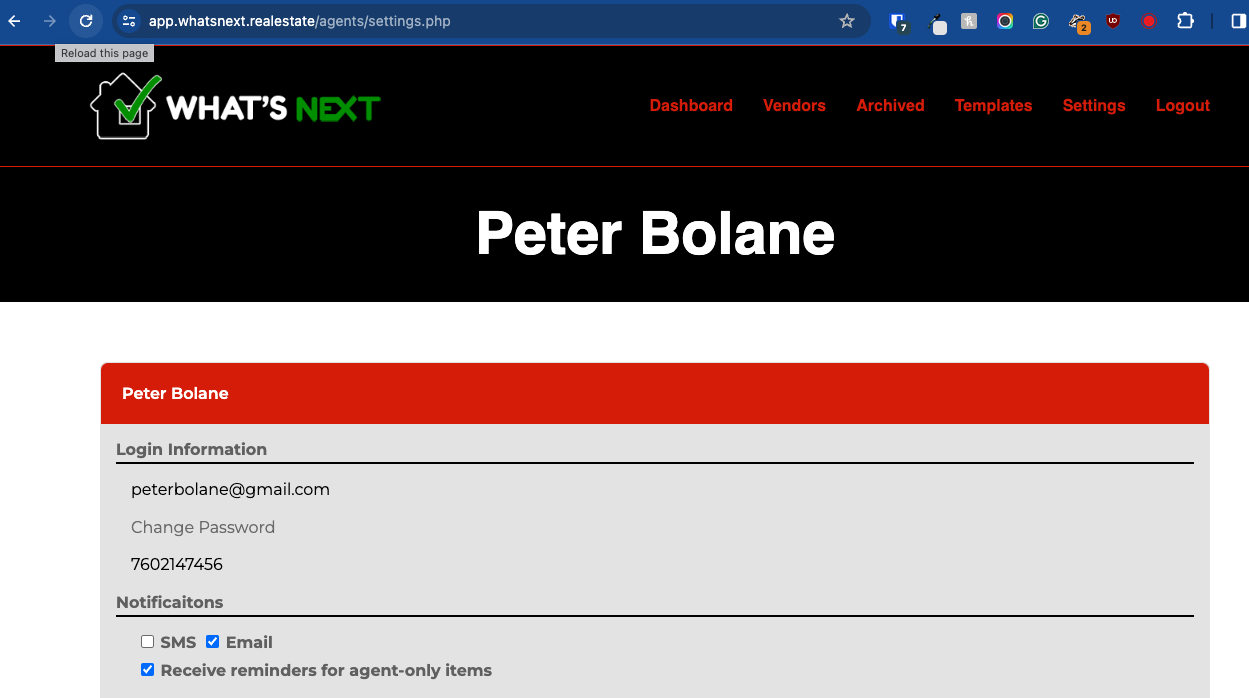 app.whatsnext.realestate/agents/settings.php
7
2
UD
Reload this page
WHAT'S NEXT
Dashboard Vendors Archived Templates Settings Logout
Peter Bolane
Peter Bolane
Login Information
peterbolane@gmail.com
Change Password
7602147456
Notificaitons
SMS Email
Receive reminders for agent-only items